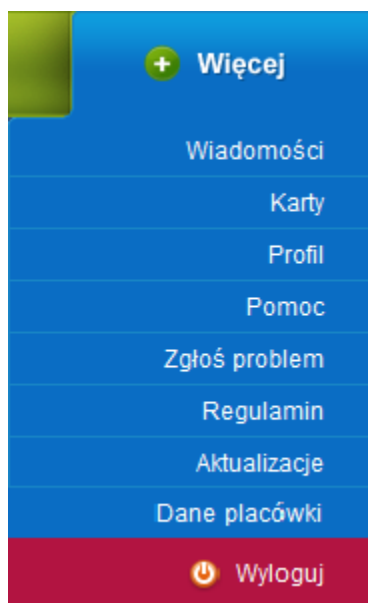 Więcej
Wiadomości
Karty
Profil
Pomoc
Zgłoś problem
Regulamin
Aktualizacje
Dane placówki
Wyloguj